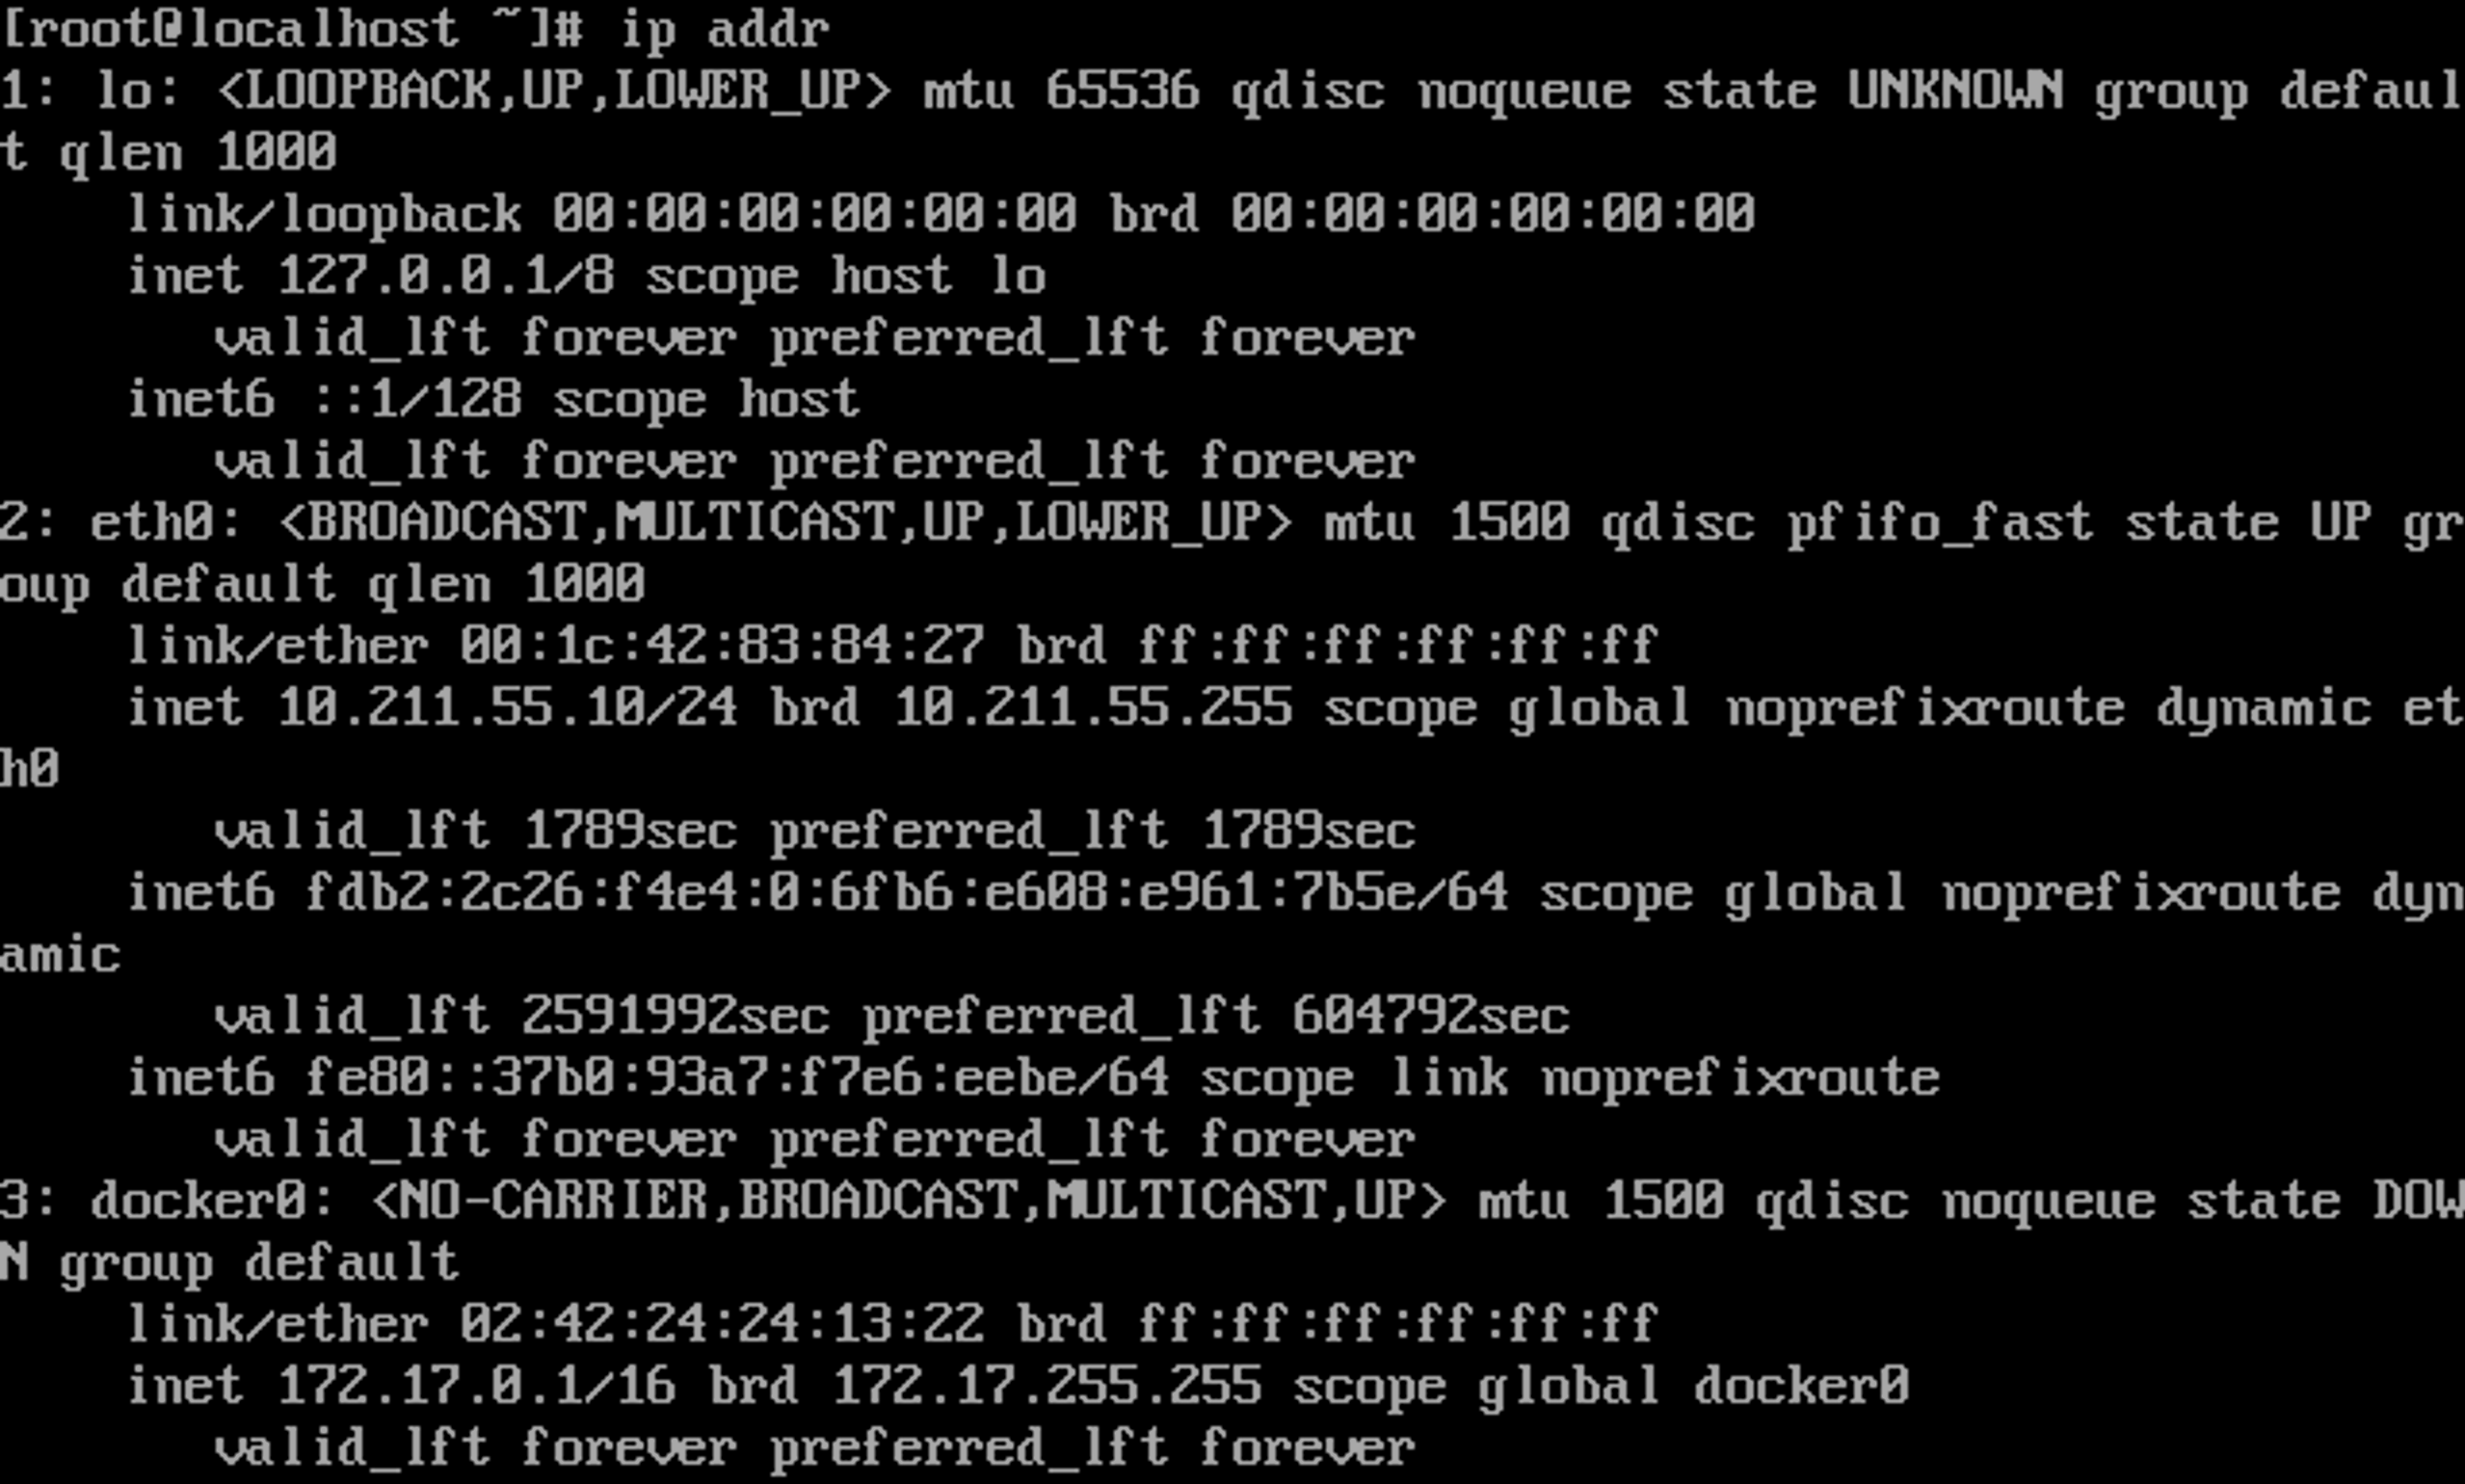 [root@localhost ~]# ip addr
1: lo: <LOOPBACK,UP,LOWER_UP> mtu 65536 qdisc noqueue state UNKNOWN group defaul
t qlen 1000
    link/loopback 00:00:00:00:00:00 brd 00:00:00:00:00:00
    inet 127.0.0.1/8 scope host lo
       valid_lft forever preferred_lft forever
    inet6 ::1/128 scope host
       valid_lft forever preferred_lft forever
2: eth0: <BROADCAST,MULTICAST,UP,LOWER_UP> mtu 1500 qdisc pfifo_fast state UP gr
oup default qlen 1000
    link/ether 00:1c:42:83:84:27 brd ff:ff:ff:ff:ff:ff
    inet 10.211.55.10/24 brd 10.211.55.255 scope global noprefixroute dynamic et
h0
       valid_lft 1789sec preferred_lft 1789sec
    inet6 fdb2:2c26:f4e4:0:6fb6:e608:e961:7b5e/64 scope global noprefixroute dyn
amic
       valid_lft 2591992sec preferred_lft 604792sec
    inet6 fe80::37b0:93a7:f7e6:eebe/64 scope link noprefixroute
       valid_lft forever preferred_lft forever
3: docker0: <NO-CARRIER,BROADCAST,MULTICAST,UP> mtu 1500 qdisc noqueue state DOW
N group default
    link/ether 02:42:24:24:13:22 brd ff:ff:ff:ff:ff:ff
    inet 172.17.0.1/16 brd 172.17.255.255 scope global docker0
       valid_lft forever preferred_lft forever